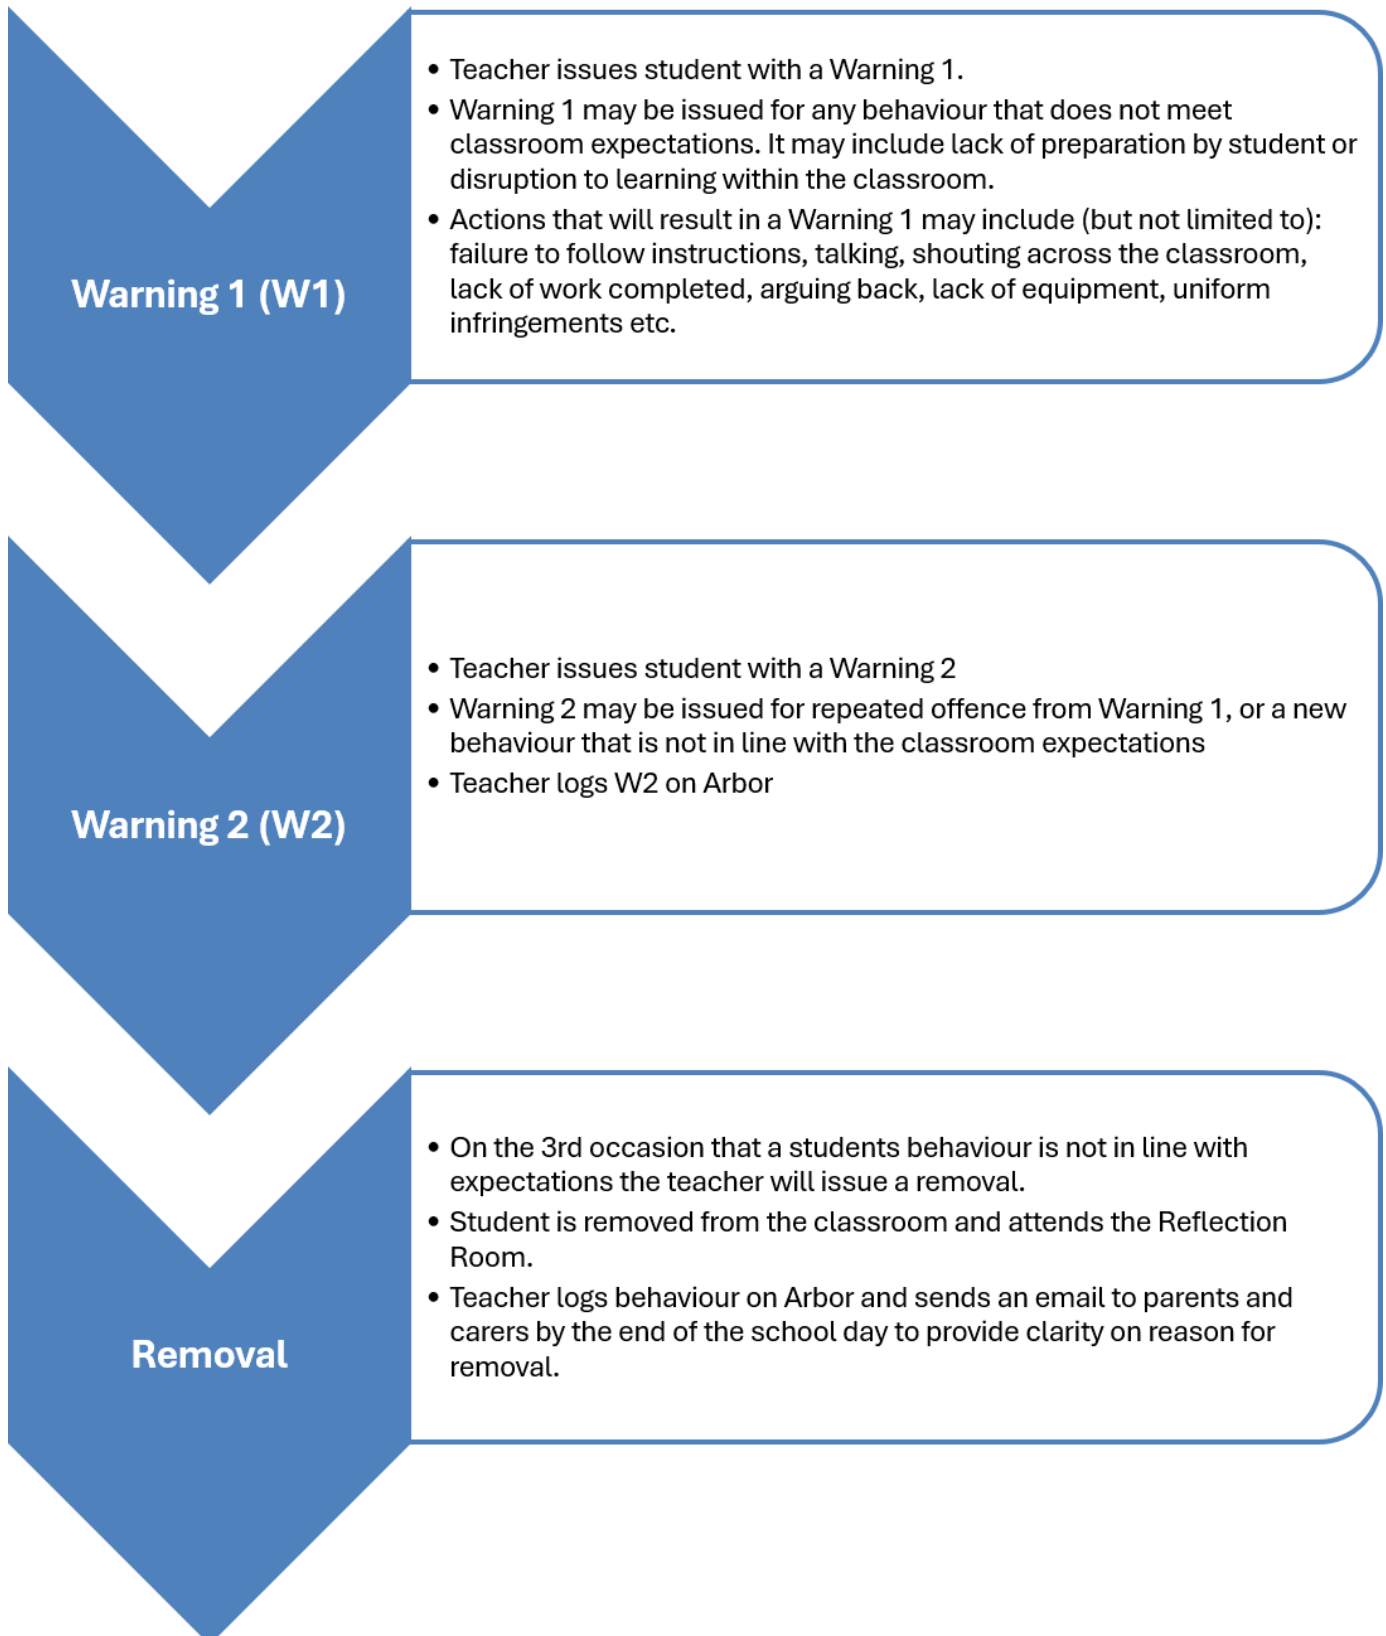 Warning 1 (W1)
• Teacher issues student with a Warning 1.
• Warning 1 may be issued for any behaviour that does not meet
classroom expectations. It may include lack of preparation by student or
disruption to learning within the classroom.
• Actions that will result in a Warning 1 may include (but not limited to):
failure to follow instructions, talking, shouting across the classroom,
lack of work completed, arguing back, lack of equipment, uniform
infringements etc.
Warning 2 (W2)
• Teacher issues student with a Warning 2
• Warning 2 may be issued for repeated offence from Warning 1, or a new
behaviour that is not in line with the classroom expectations
• Teacher logs W2 on Arbor
Removal
• On the 3rd occasion that a students behaviour is not in line with
expectations the teacher will issue a removal.
• Student is removed from the classroom and attends the Reflection
Room.
• Teacher logs behaviour on Arbor and sends an email to parents and
carers by the end of the school day to provide clarity on reason for
removal.